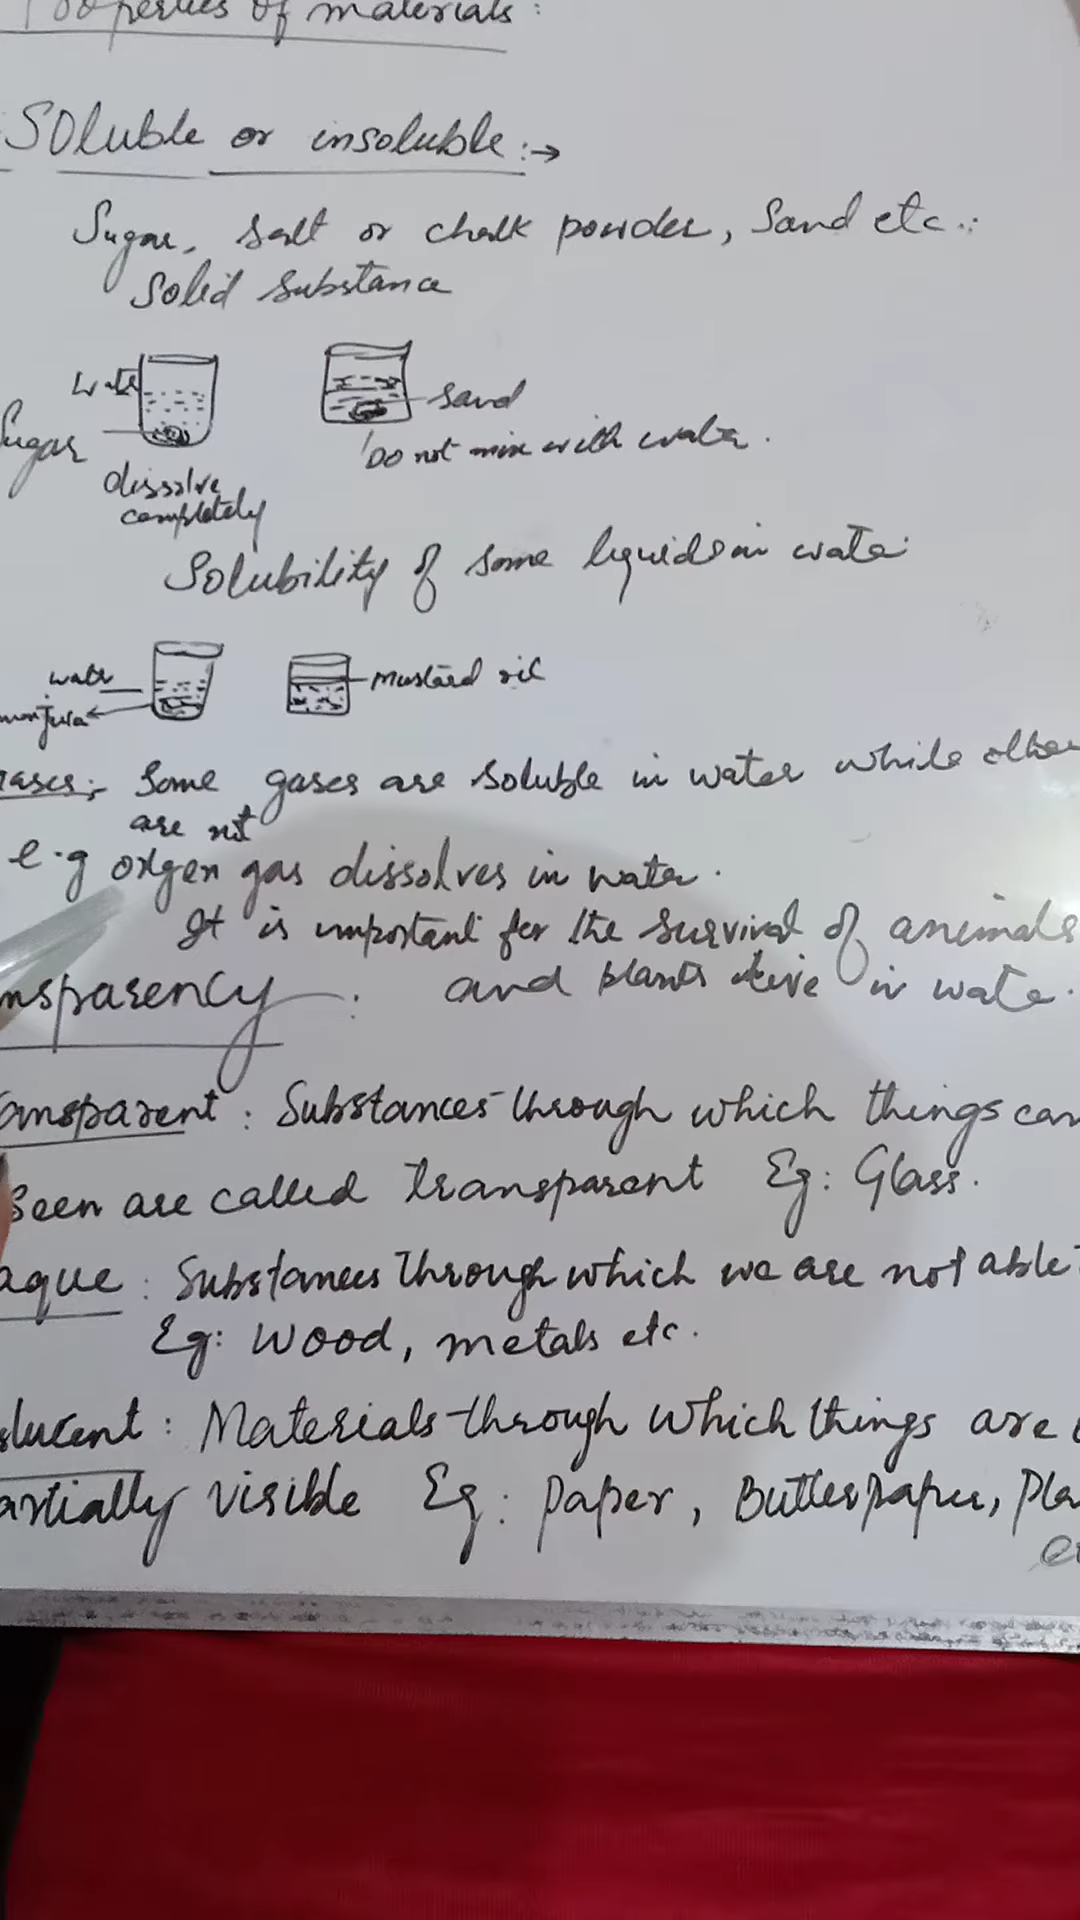 Properties of materials:
Soluble or insoluble :→
Sugar, salt or chalk powder, Sand etc.:
Solid substance
Water
Sand
Sugar
Do not mix with water.
dissolve
completely
Solubility of some liquids in water
water
mustard oil
Gases:- Some gases are soluble in water while other
are not
e.g oxgen gas dissolves in water.
It is important for the survival of animals
nsparency : and plants in water.
ansparent : Substances through which things can
Seen are called transparent Eg: Glass.
aque : Substances through which we are not able
Eg: Wood, metals etc.
slucent : Materials through which things are
artially visible Eg: paper, Butterpaper, Pla